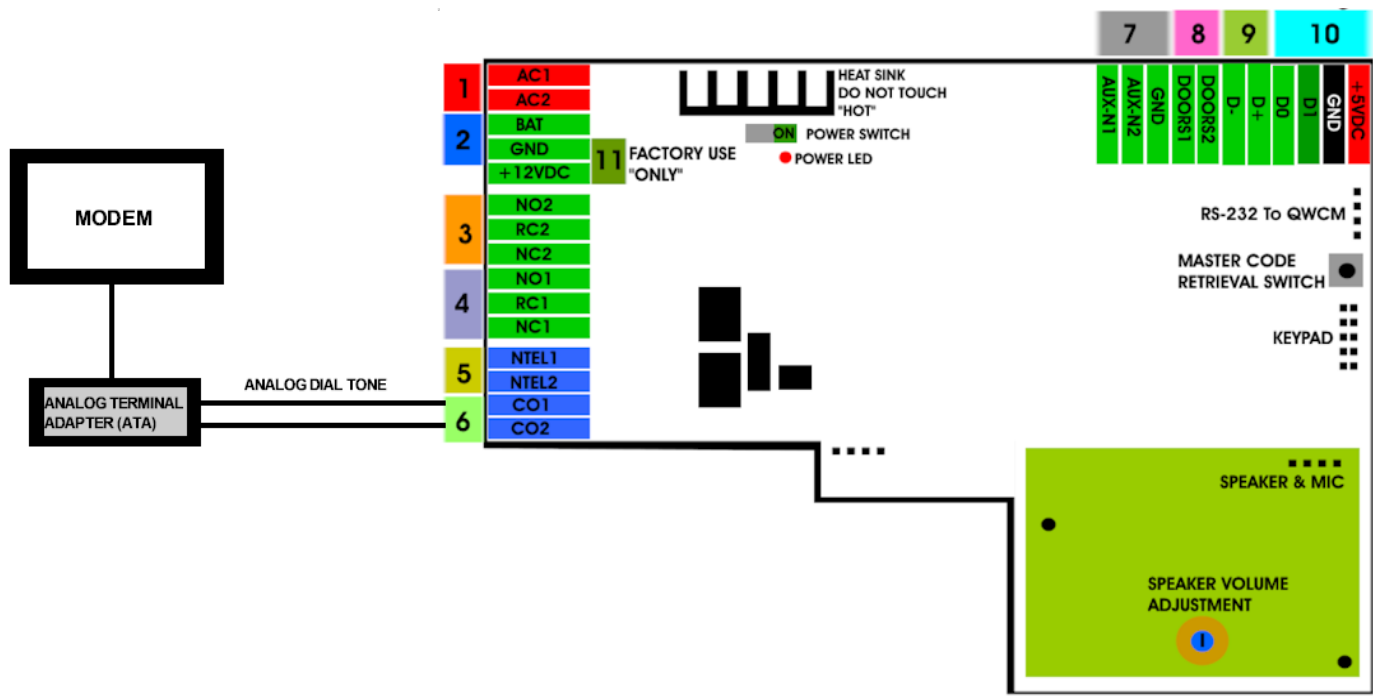 MODEM
ANALOG TERMINAL
ADAPTER (ATA)
ANALOG DIAL TONE
1
2
3
4
5
6
AC1
AC2
BAT
GND
+12VDC
NO2
RC2
NC2
NO1
RC1
NC1
NTEL1
NTEL2
CO1
CO2
11
FACTORY USE
"ONLY"
HEAT SINK
DO NOT TOUCH
"HOT"
ON
POWER SWITCH
POWER LED
7
8
9
10
AUX-N1
AUX-N2
GND
DOORS1
DOORS2
D-
D+
D0
D1
GND
+5VDC
RS-232 To QWCM
MASTER CODE
RETRIEVAL SWITCH
KEYPAD
SPEAKER & MIC
SPEAKER VOLUME
ADJUSTMENT